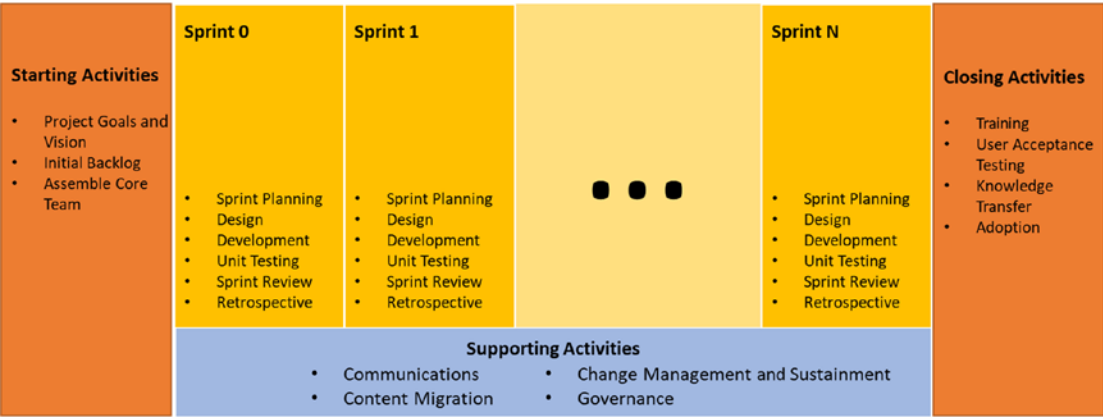 Starting Activities
• Project Goals and
Vision
• Initial Backlog
• Assemble Core
Team
Sprint 0
• Sprint Planning
• Design
• Development
• Unit Testing
• Sprint Review
• Retrospective
Sprint 1
• Sprint Planning
• Design
• Development
• Unit Testing
• Sprint Review
• Retrospective
...
Sprint N
• Sprint Planning
• Design
• Development
• Unit Testing
• Sprint Review
• Retrospective
Closing Activities
• Training
• User Acceptance
Testing
• Knowledge
Transfer
• Adoption
Supporting Activities
• Communications
• Content Migration
• Change Management and Sustainment
• Governance